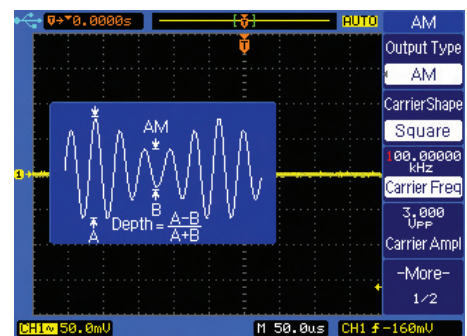 0.0000s AUTO AM
Output Type
AM
CarrierShape
Square
100.00000
kHz
Carrier Freq
3.000
VPP
Carrier Ampl
-More-
1/2
AM
B
Depth = A-B
A+B
A
1
CH1~ 50.0mV M 50.0us CH1 -160mV